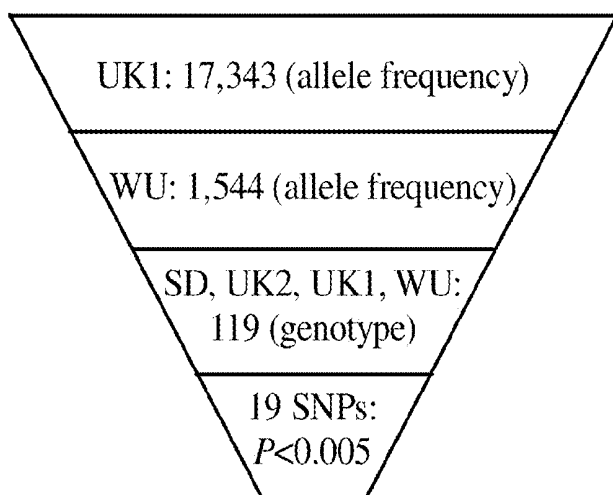 UK1: 17,343 (allele frequency)
WU: 1,544 (allele frequency)
SD, UK2, UK1, WU:
119 (genotype)
19 SNPs:
P<0.005